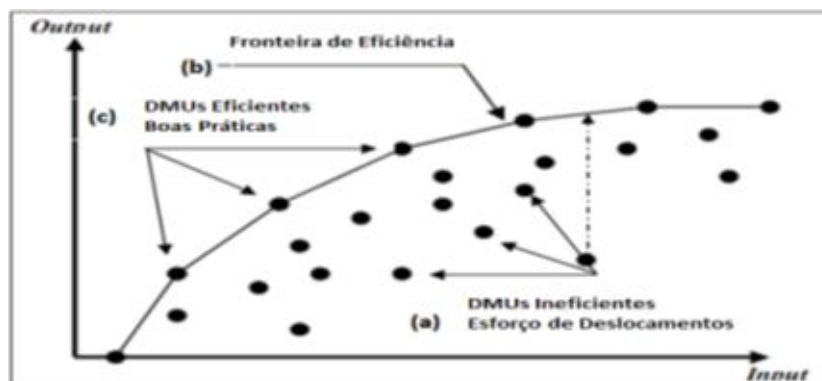 Output
Fronteira de Eficiência
(b)
DMUs Eficientes
(c)
Boas Práticas
DMUs Ineficientes
(a)
Esforço de Deslocamentos
Input